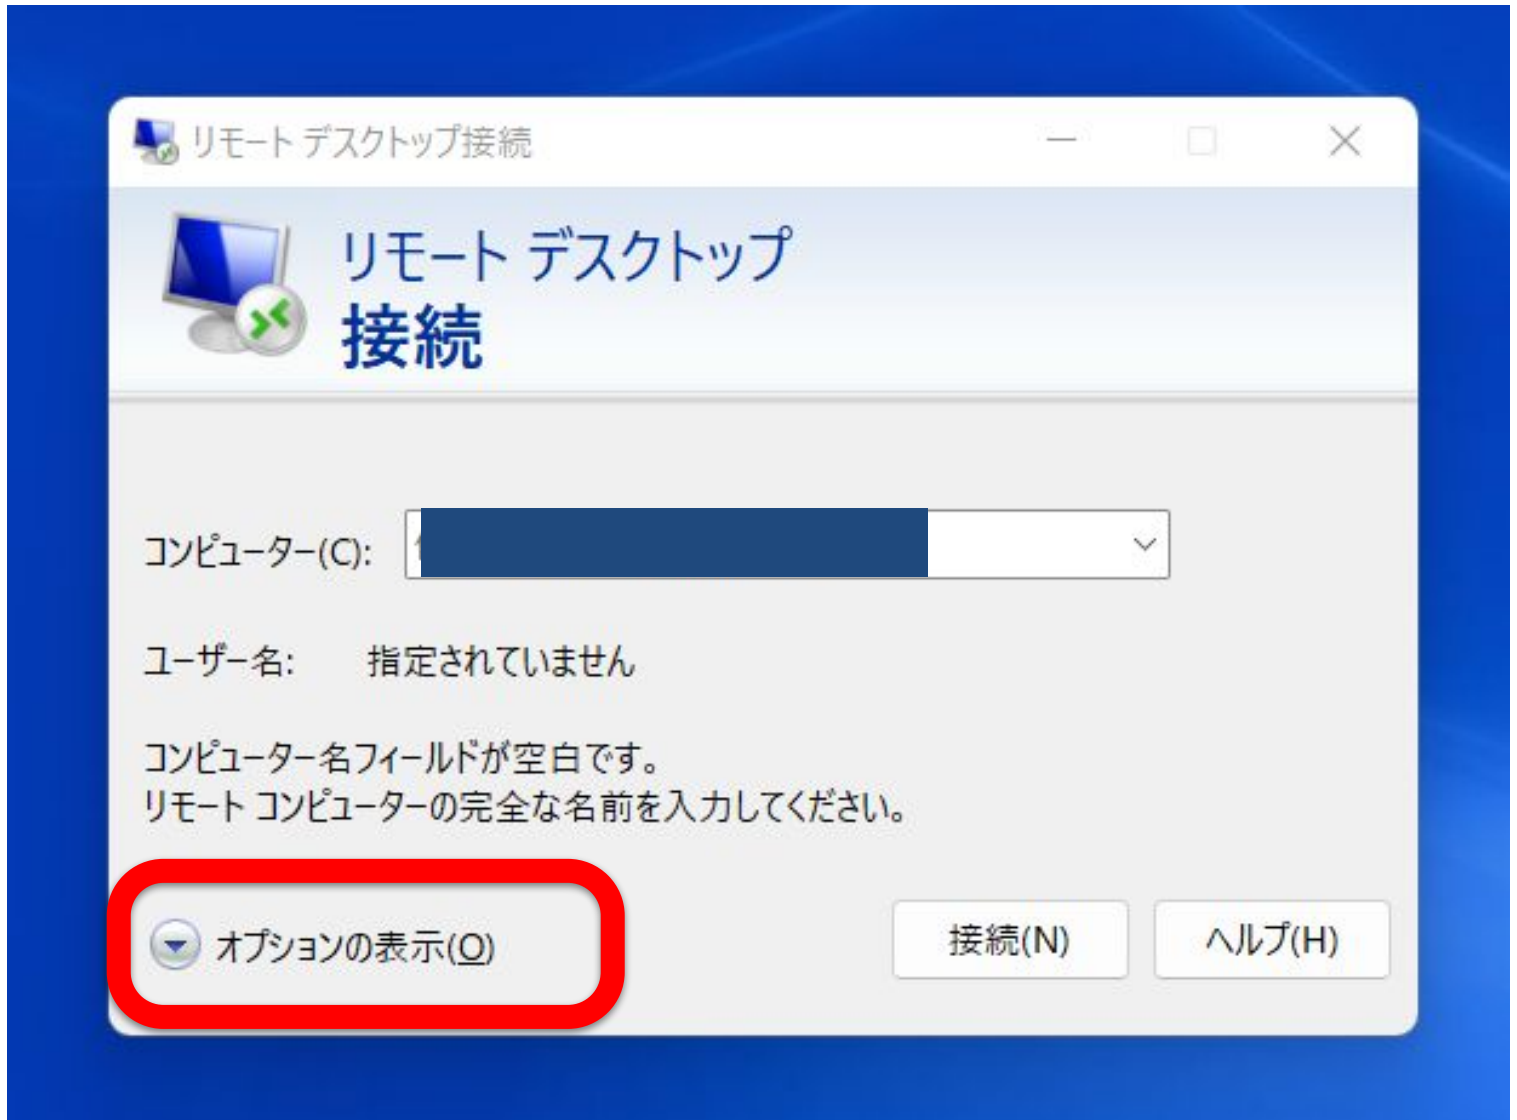 リモート デスクトップ接続
リモート デスクトップ
接続
コンピューター(C):
ユーザー名: 指定されていません
コンピューター名フィールドが空白です。
リモート コンピューターの完全な名前を入力してください。
オプションの表示(O) 接続(N) ヘルプ(H)